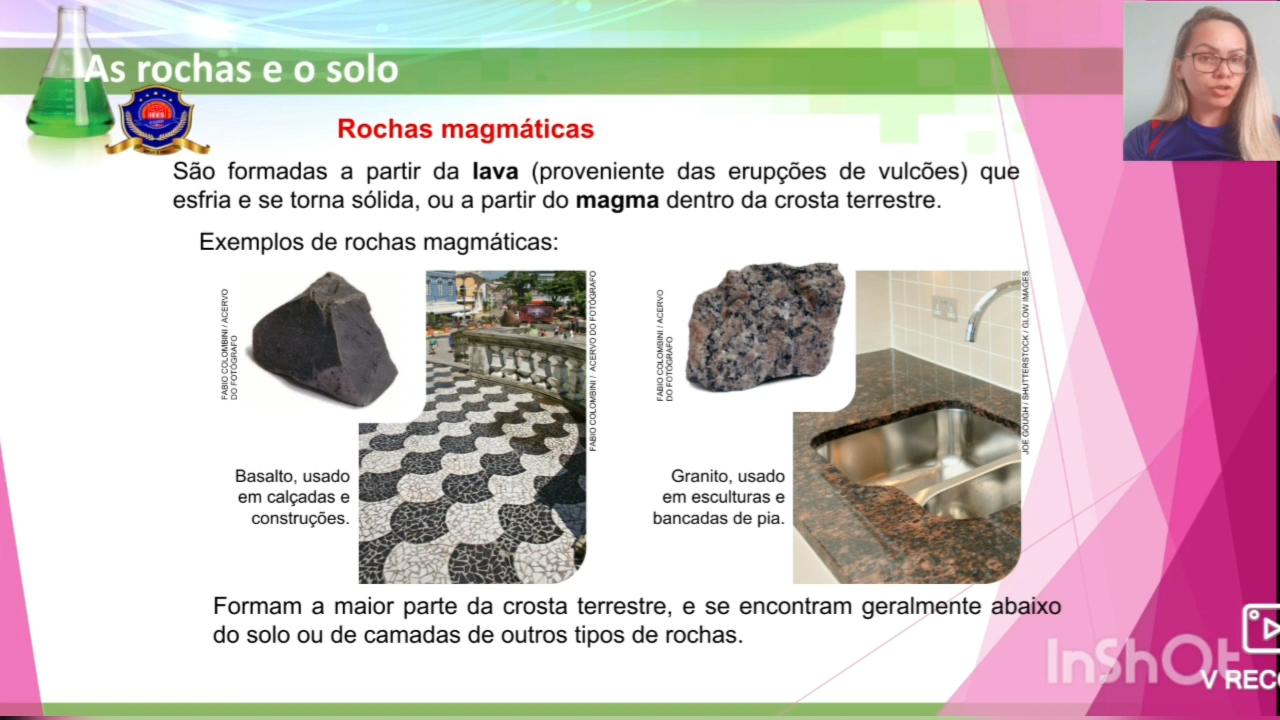 As rochas e o solo
Rochas magmáticas
São formadas a partir da lava (proveniente das erupções de vulcões) que
esfria e se torna sólida, ou a partir do magma dentro da crosta terrestre.
Exemplos de rochas magmáticas:
FABIO COLOMBINI / ACERVO
DO FOTÓGRAFO
FABIO COLOMBINI / ACERVO DO FOTÓGRAFO
Basalto, usado
em calçadas e
construções.
FABIO COLOMBINI / ACERVO
DO FOTÓGRAFO
JOE GOUGH / SHUTTERSTOCK / GLOW IMAGES
Granito, usado
em esculturas e
bancadas de pia.
Formam a maior parte da crosta terrestre, e se encontram geralmente abaixo
do solo ou de camadas de outros tipos de rochas.
InShOt
V RECO